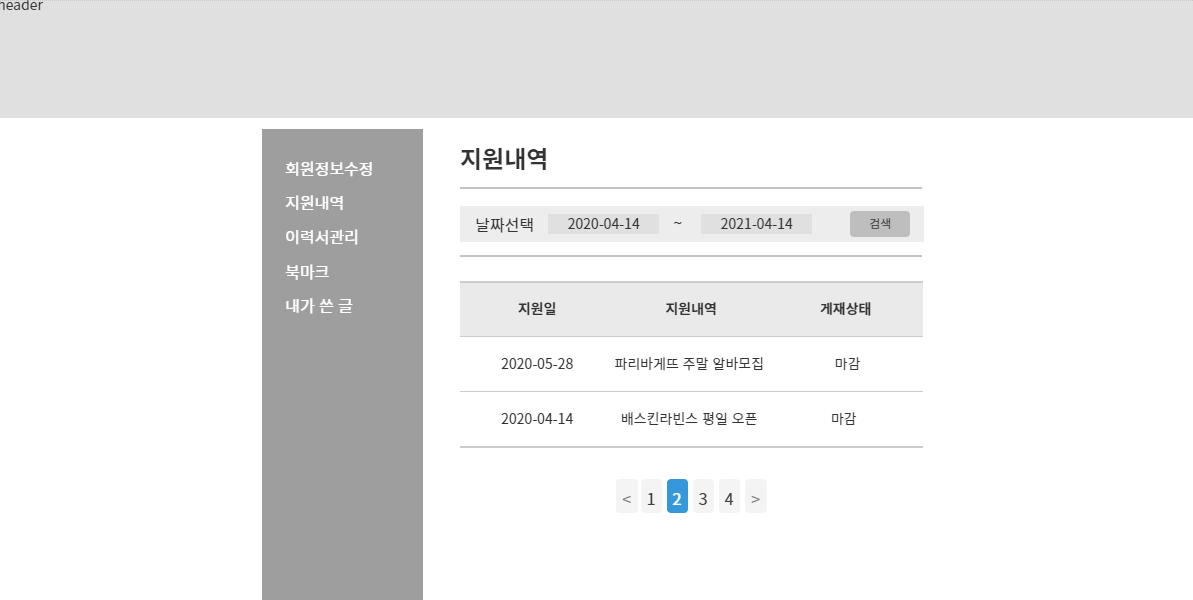 header
회원정보수정
지원내역
이력서관리
북마크
내가 쓴 글
지원내역
날짜선택 2020-04-14 ~ 2021-04-14 검색
지원일 지원내역 게재상태
2020-05-28 파리바게뜨 주말 알바모집 마감
2020-04-14 배스킨라빈스 평일 오픈 마감
< 1 2 3 4 >